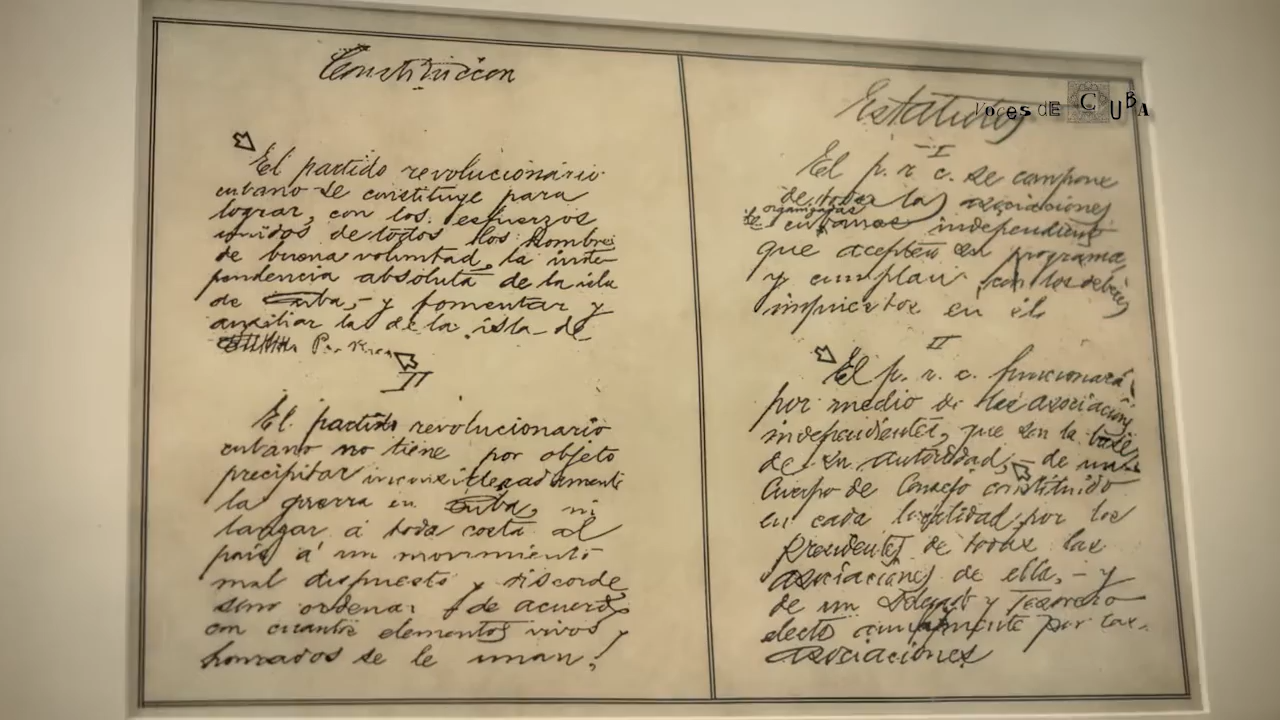 Constitucion
El partido revolucionario
cubano se constituye para
lograr, con los esfuerzos
unidos de todos los hombres
de buena voluntad, la inde-
pendencia absoluta de la isla
de Cuba, - y fomentar y
auxiliar la de la isla de
II
El partido revolucionario
cubano no tiene por objeto
precipitar inconsideradamente
la guerra en Cuba, ni
lanzar á toda costa al
país á un movimiento
mal dispuesto y discorde,
sino ordenar de acuerdo
con cuantos elementos vivos y
honrados se le unan,
Voces de CUBA
Estatutos
I
El p. r. c. se compone
de todas las asociaciones
organizadas
cubanos independientes
que acepten su programa,
y cumplan con los deberes
impuestos en él
II
El p. r. c. funcionará
por medio de las asociaciones
independientes, que son la base
de su autoridad, - de un
Cuerpo de Consejo constituido
en cada localidad por los
presidentes de todas las
asociaciones de ella, - y
de un Delegado y Tesorero
electo anualmente por las
asociaciones